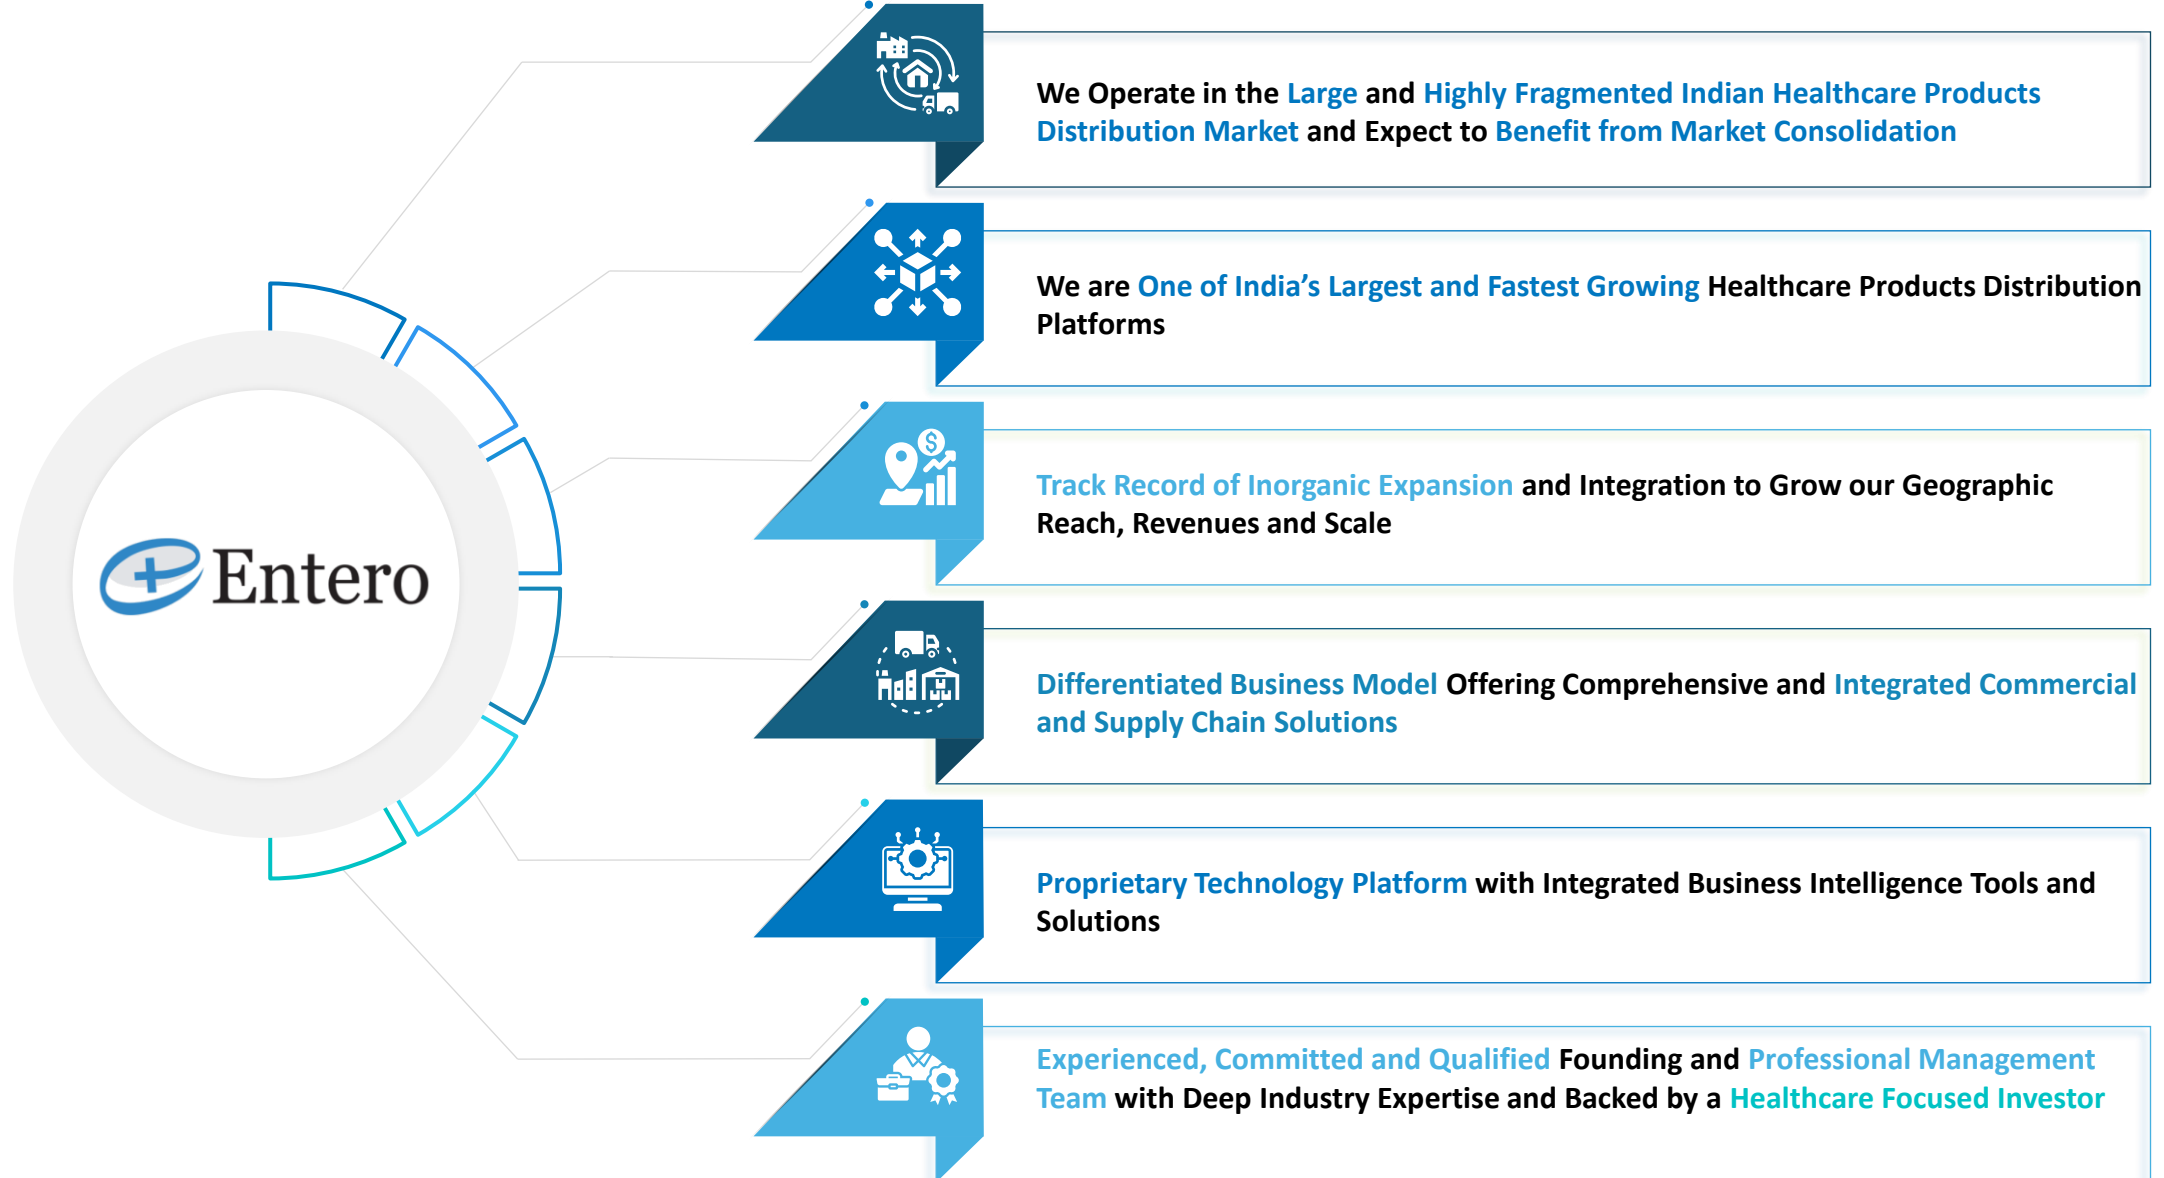 We Operate in the Large and Highly Fragmented Indian Healthcare Products
Distribution Market and Expect to Benefit from Market Consolidation
We are One of India’s Largest and Fastest Growing Healthcare Products Distribution
Platforms
Track Record of Inorganic Expansion and Integration to Grow our Geographic
Reach, Revenues and Scale
Entero
Differentiated Business Model Offering Comprehensive and Integrated Commercial
and Supply Chain Solutions
Proprietary Technology Platform with Integrated Business Intelligence Tools and
Solutions
Experienced, Committed and Qualified Founding and Professional Management
Team with Deep Industry Expertise and Backed by a Healthcare Focused Investor